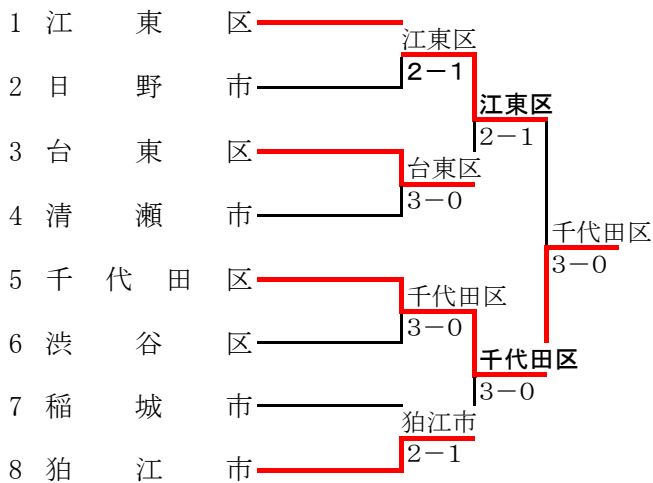 1 江東区
江東区
2 日野市
2－1
江東区
3 台東区
2－1
台東区
4 清瀬市
3－0
千代田区
5 千代田区
3－0
千代田区
6 渋谷区
3－0
千代田区
7 稲城市
3－0
狛江市
8 狛江市
2－1